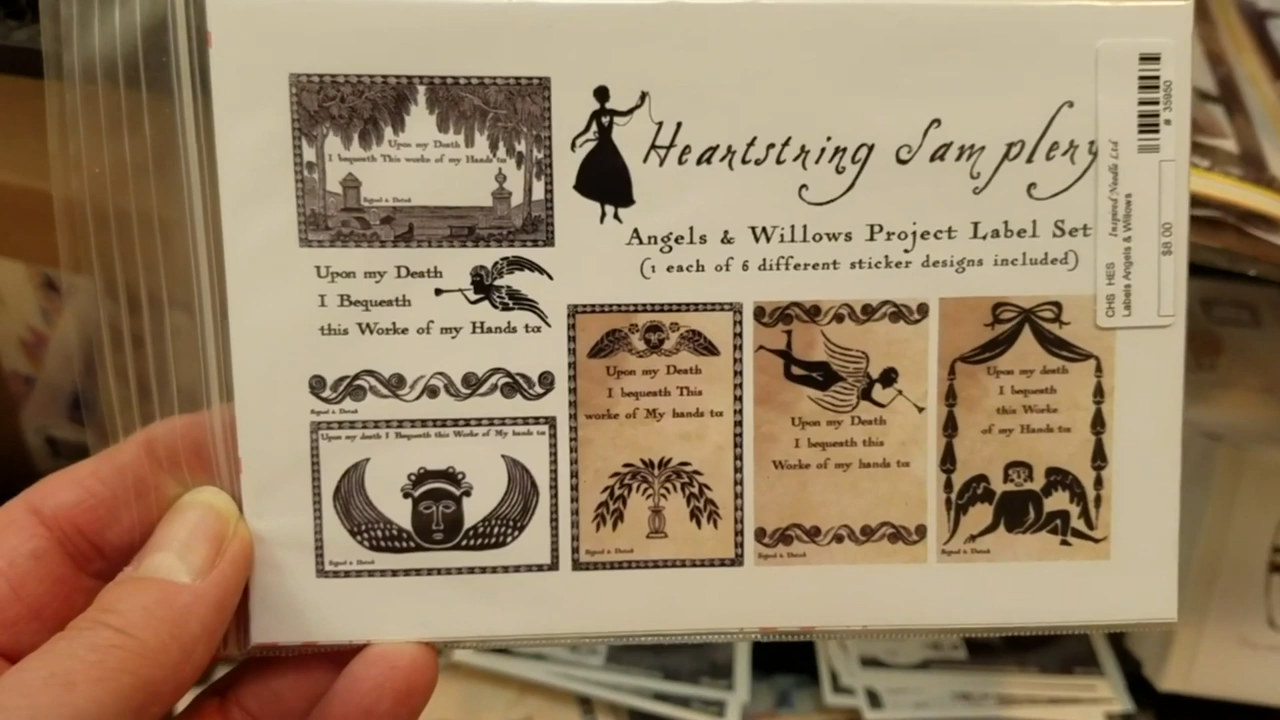 Upon my Death
I bequeath This worke of my Hands to:
Signed & Dated
Heartstring Samplery
Angels & Willows Project Label Set
(1 each of 6 different sticker designs included)
Upon my Death
I Bequeath
this Worke of my Hands to:
Signed & Dated
Upon my death I Bequeath this Worke of My hands to:
Signed & Dated
Upon my Death
I bequeath This
worke of My hands to:
Signed & Dated
Upon my Death
I bequeath this
Worke of my hands to:
Signed & Dated
Upon my death
I bequeath
this Worke
of my Hands to:
Signed & Dated
CHS HES Inspired Needle Ltd
Labels Angels & Willows
# 35950
$8.00